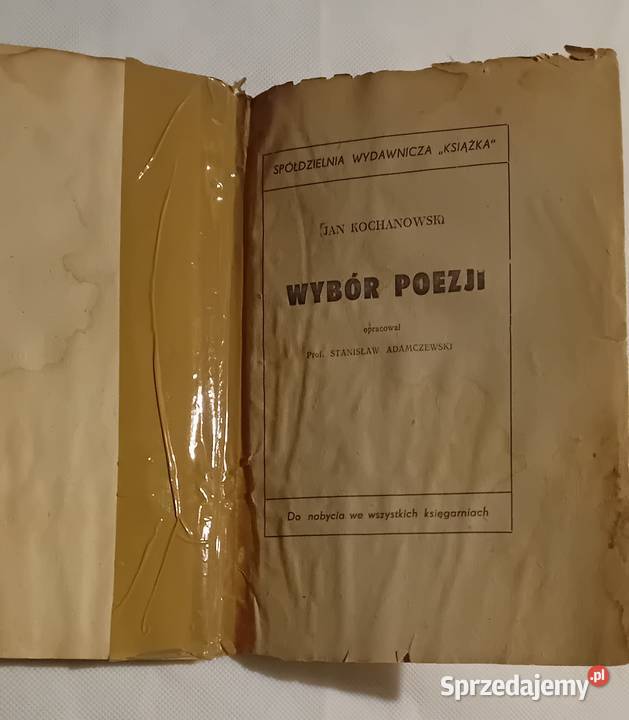 SPÓŁDZIELNIA WYDAWNICZA „KSIĄŻKA"
JAN KOCHANOWSKI
WYBÓR POEZJI
opracował
Prof. STANISŁAW ADAMCZEWSKI
Do nabycia we wszystkich księgarniach
Sprzedajemy.pl